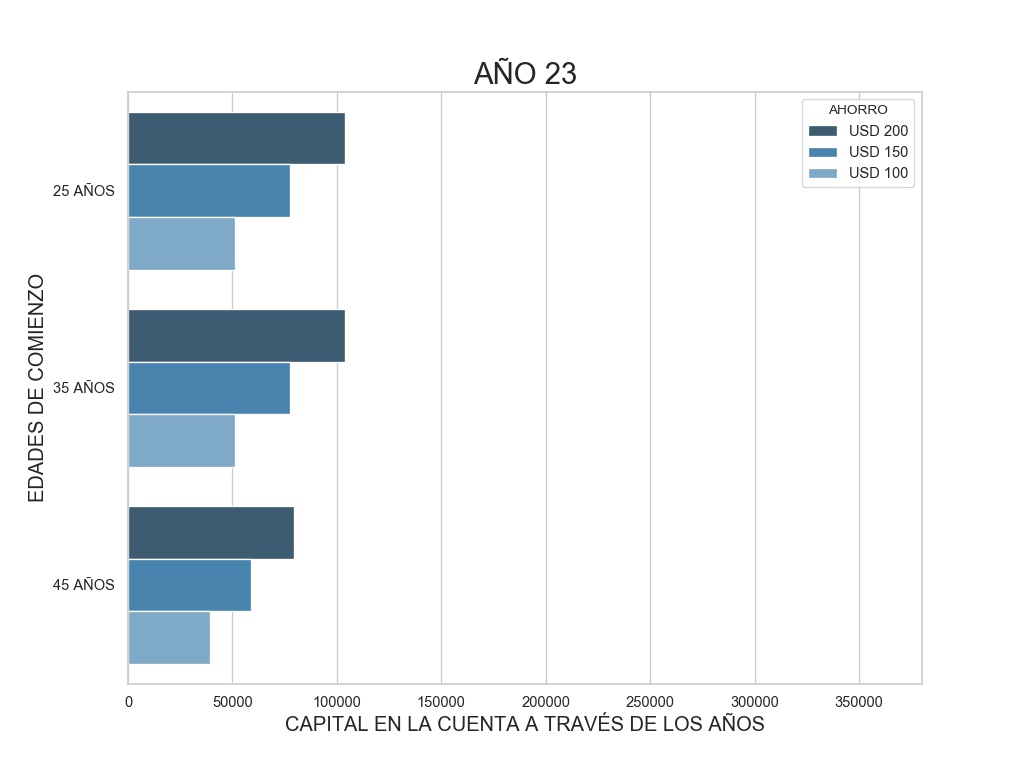 AÑO 23
AHORRO
USD 200
USD 150
USD 100
EDADES DE COMIENZO
25 AÑOS
35 AÑOS
45 AÑOS
0 50000 100000 150000 200000 250000 300000 350000
CAPITAL EN LA CUENTA A TRAVÉS DE LOS AÑOS